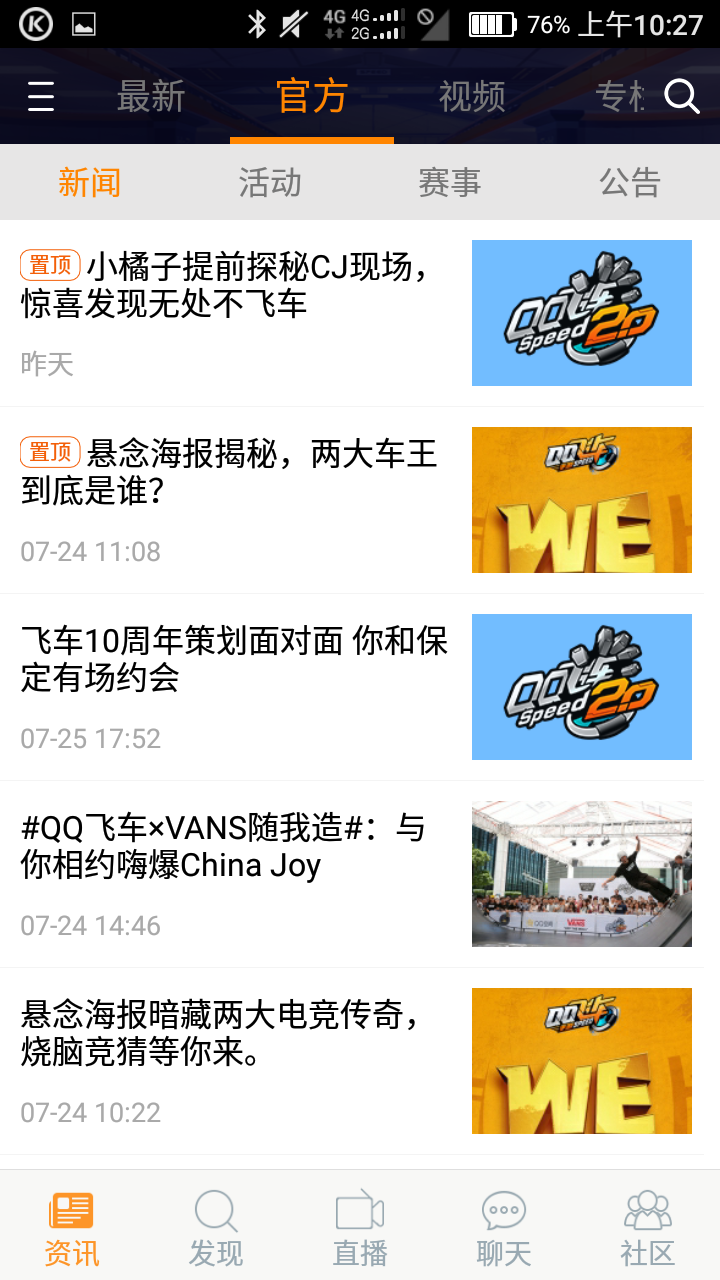 4G 4G 2G 76% 上午10:27
最新 官方 视频 专栏
新闻 活动 赛事 公告
置顶 小橘子提前探秘CJ现场，
惊喜发现无处不飞车
昨天
QQ飞车
Speed 2.0
置顶 悬念海报揭秘，两大车王
到底是谁？
07-24 11:08
QQ飞车
WE
飞车10周年策划面对面 你和保
定有场约会
07-25 17:52
QQ飞车
Speed 2.0
#QQ飞车×VANS随我造#：与
你相约嗨爆China Joy
07-24 14:46
VANS
悬念海报暗藏两大电竞传奇，
烧脑竞猜等你来。
07-24 10:22
QQ飞车
WE
资讯 发现 直播 聊天 社区